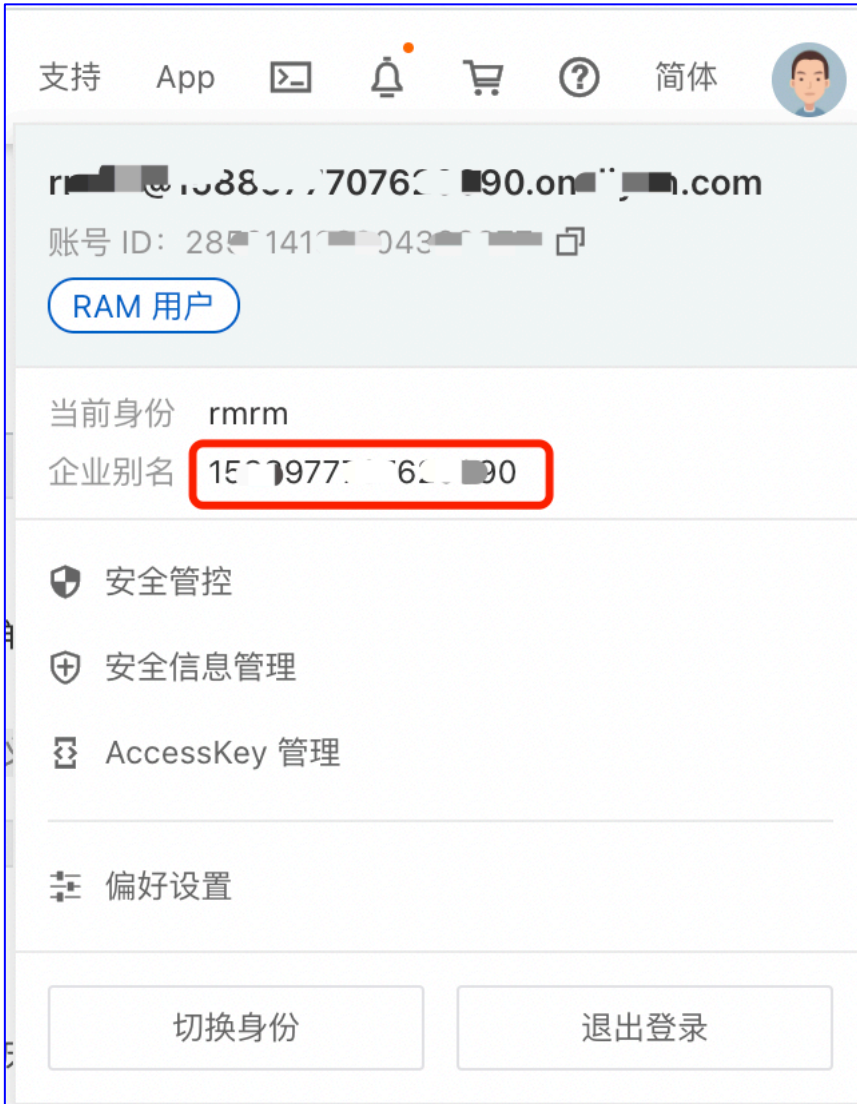 支持 App 简体
账号 ID:
RAM 用户
当前身份 rmrm
企业别名
安全管控
安全信息管理
AccessKey 管理
偏好设置
切换身份 退出登录